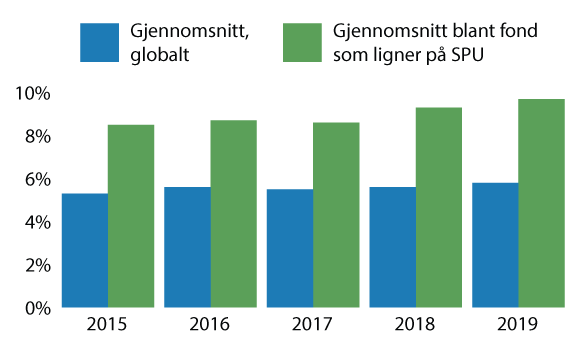 Gjennomsnitt,
globalt
Gjennomsnitt blant fond
som ligner på SPU
10%
8%
6%
4%
2%
0%
2015 2016 2017 2018 2019